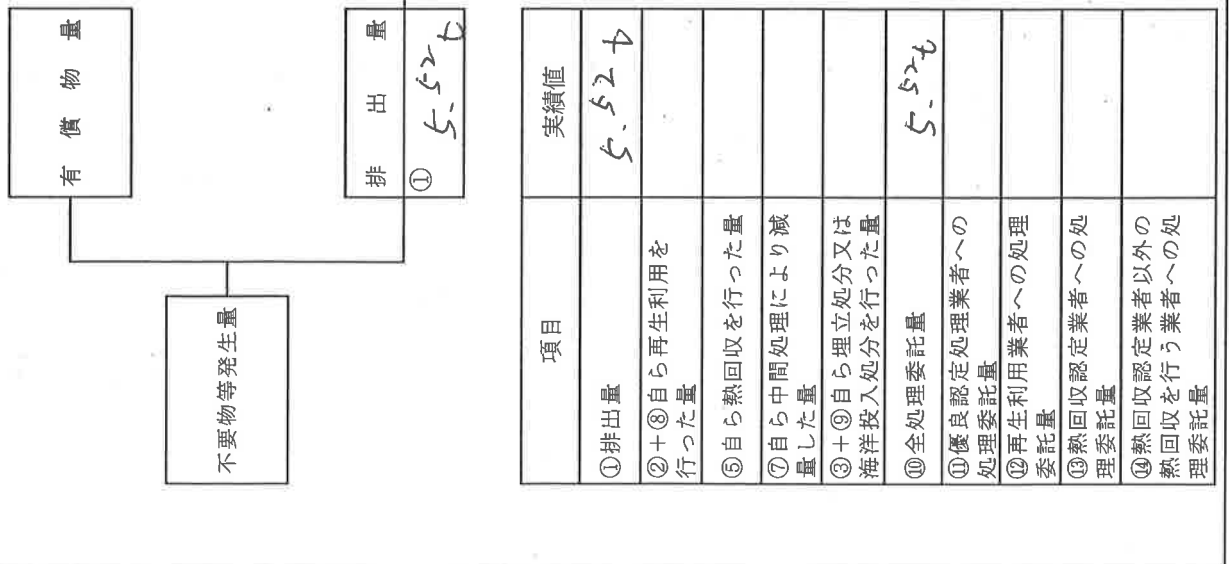 有償物量
不要物等発生量
排出量
①
5.52t
項目
実績値
①排出量
5.52t
②＋⑧自ら再生利用を
行った量
⑤自ら熱回収を行った量
⑦自ら中間処理により減
量した量
③＋⑨自ら埋立処分又は
海洋投入処分を行った量
⑩全処理委託量
5.52t
⑪優良認定処理業者への
処理委託量
⑫再生利用業者への処理
委託量
⑬熱回収認定業者への処
理委託量
⑭熱回収認定業者以外の
熱回収を行う業者への処
理委託量